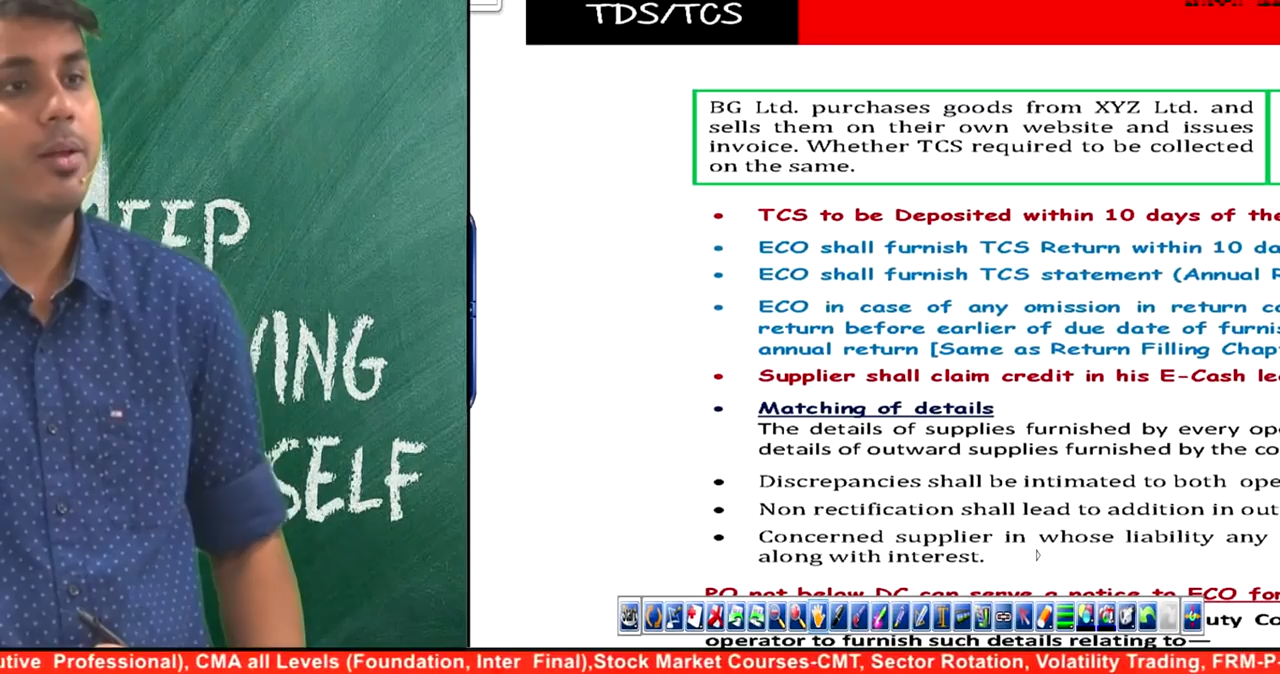 TDS/TCS
BG Ltd. purchases goods from XYZ Ltd. and
sells them on their own website and issues
invoice. Whether TCS required to be collected
on the same.
• TCS to be Deposited within 10 days of the
• ECO shall furnish TCS Return within 10 da
• ECO shall furnish TCS statement (Annual R
• ECO in case of any omission in return co
return before earlier of due date of furnis
annual return [Same as Return Filling Chap
• Supplier shall claim credit in his E-Cash le
• Matching of details
The details of supplies furnished by every ope
details of outward supplies furnished by the co
• Discrepancies shall be intimated to both ope
• Non rectification shall lead to addition in out
• Concerned supplier in whose liability any
along with interest.
PO not below DC can serve a notice to ECO for
uty Co
operator to furnish such details relating to—
EEP
VING
SELF
utive Professional), CMA all Levels (Foundation, Inter Final),Stock Market Courses-CMT, Sector Rotation, Volatility Trading, FRM-P-